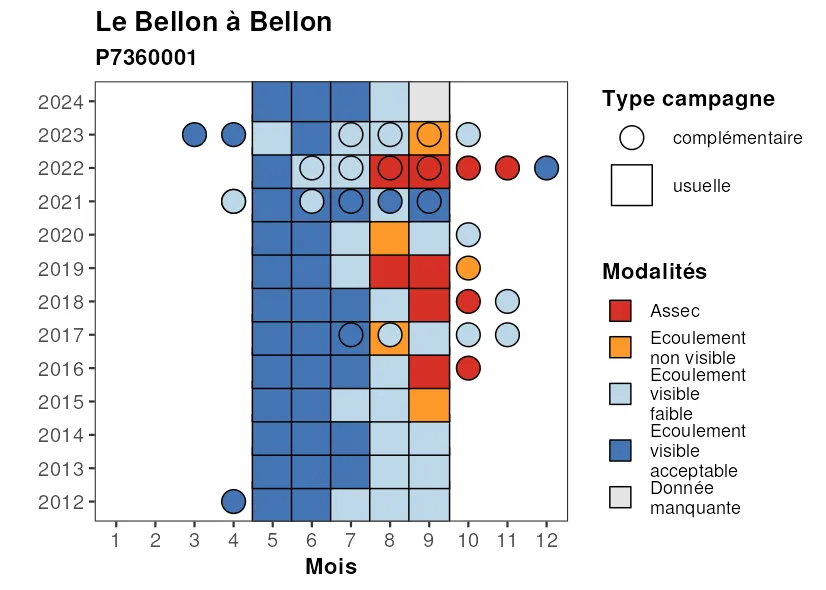 Le Bellon à Bellon
P7360001
2024
2023
2022
2021
2020
2019
2018
2017
2016
2015
2014
2013
2012
1 2 3 4 5 6 7 8 9 10 11 12
Mois
Type campagne
complémentaire
usuelle
Modalités
Assec
Ecoulement
non visible
Ecoulement
visible
faible
Ecoulement
visible
acceptable
Donnée
manquante